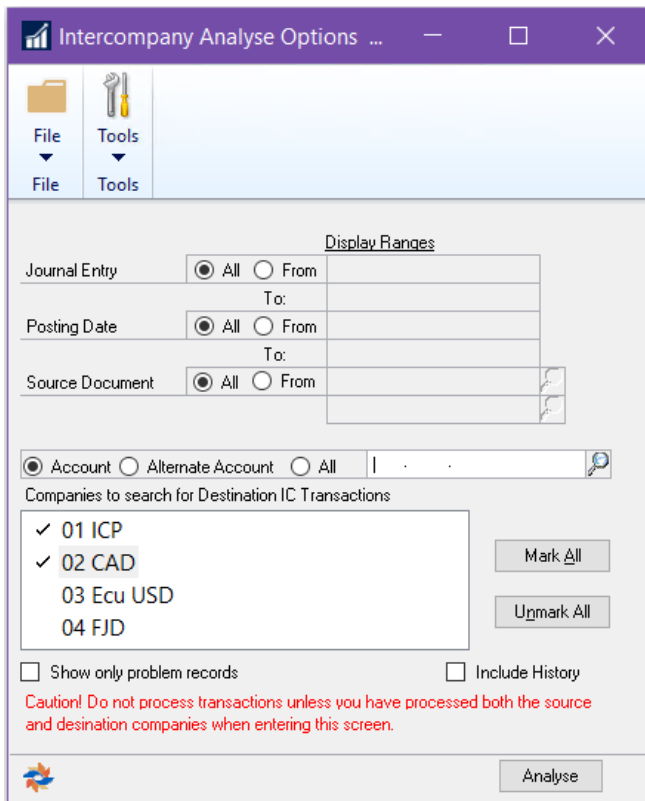 Intercompany Analyse Options ...
File Tools
File Tools
Display Ranges
Journal Entry All From
To:
Posting Date All From
To:
Source Document All From
Account Alternate Account All
Companies to search for Destination IC Transactions
01 ICP
02 CAD
03 Ecu USD
04 FJD
Mark All
Unmark All
Show only problem records Include History
Caution! Do not process transactions unless you have processed both the source
and desination companies when entering this screen.
Analyse